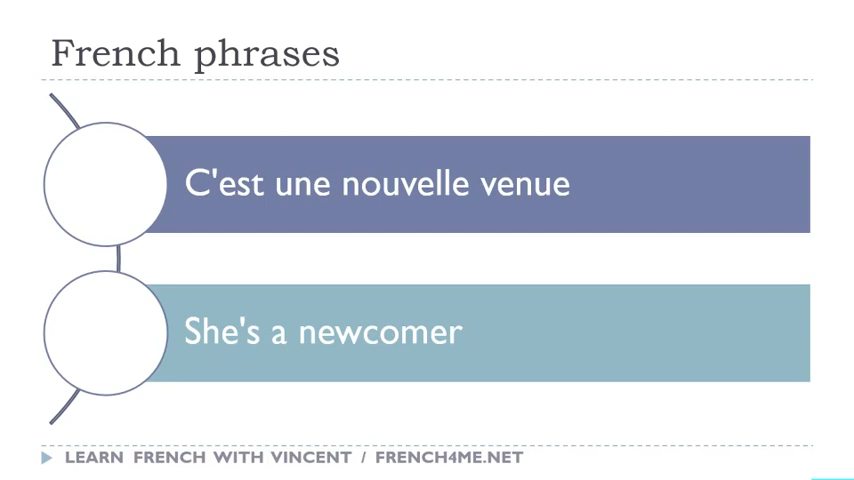 French phrases
C'est une nouvelle venue
She's a newcomer
LEARN FRENCH WITH VINCENT / FRENCH4ME.NET